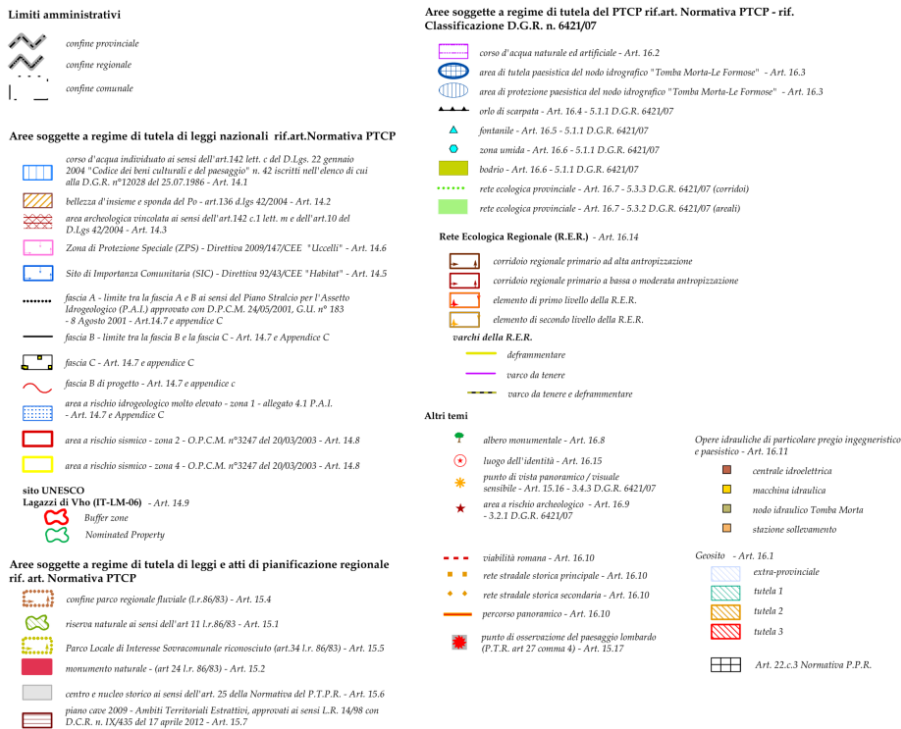 Limiti amministrativi
confine provinciale
confine regionale
confine comunale
Aree soggette a regime di tutela di leggi nazionali rif.art.Normativa PTCP
corso d'acqua individuato ai sensi dell'art.142 lett. c del D.Lgs. 22 gennaio
2004 "Codice dei beni culturali e del paesaggio" n. 42 iscritti nell'elenco di cui
alla D.G.R. n°12028 del 25.07.1986 - Art. 14.1
bellezza d'insieme e sponda del Po - art.136 d.lgs 42/2004 - Art. 14.2
area archeologica vincolata ai sensi dell'art.142 c.1 lett. m e dell'art.10 del
D.Lgs 42/2004 - Art. 14.3
Zona di Protezione Speciale (ZPS) - Direttiva 2009/147/CEE "Uccelli" - Art. 14.6
Sito di Importanza Comunitaria (SIC) - Direttiva 92/43/CEE "Habitat" - Art. 14.5
fascia A - limite tra la fascia A e B ai sensi del Piano Stralcio per l'Assetto
Idrogeologico (P.A.I.) approvato con D.P.C.M. 24/05/2001, G.U. n° 183
- 8 Agosto 2001 - Art.14.7 e appendice C
fascia B - limite tra la fascia B e la fascia C - Art. 14.7 e Appendice C
fascia C - Art. 14.7 e appendice C
fascia B di progetto - Art. 14.7 e appendice c
area a rischio idrogeologico molto elevato - zona 1 - allegato 4.1 P.A.I.
- Art. 14.7 e Appendice C
area a rischio sismico - zona 2 - O.P.C.M. n°3247 del 20/03/2003 - Art. 14.8
area a rischio sismico - zona 4 - O.P.C.M. n°3247 del 20/03/2003 - Art. 14.8
sito UNESCO
Lagazzi di Vho (IT-LM-06) - Art. 14.9
Buffer zone
Nominated Property
Aree soggette a regime di tutela di leggi e atti di pianificazione regionale
rif. art. Normativa PTCP
confine parco regionale fluviale (l.r.86/83) - Art. 15.4
riserva naturale ai sensi dell'art 11 l.r.86/83 - Art. 15.1
Parco Locale di Interesse Sovracomunale riconosciuto (art.34 l.r. 86/83) - Art. 15.5
monumento naturale - (art 24 l.r. 86/83) - Art. 15.2
centro e nucleo storico ai sensi dell'art. 25 della Normativa del P.T.P.R. - Art. 15.6
piano cave 2009 - Ambiti Territoriali Estrattivi, approvati ai sensi L.R. 14/98 con
D.C.R. n. IX/435 del 17 aprile 2012 - Art. 15.7
Aree soggette a regime di tutela del PTCP rif.art. Normativa PTCP - rif.
Classificazione D.G.R. n. 6421/07
corso d'acqua naturale ed artificiale - Art. 16.2
area di tutela paesistica del nodo idrografico "Tomba Morta-Le Formose" - Art. 16.3
area di protezione paesistica del nodo idrografico "Tomba Morta-Le Formose" - Art. 16.3
orlo di scarpata - Art. 16.4 - 5.1.1 D.G.R. 6421/07
fontanile - Art. 16.5 - 5.1.1 D.G.R. 6421/07
zona umida - Art. 16.6 - 5.1.1 D.G.R. 6421/07
bodrio - Art. 16.6 - 5.1.1 D.G.R. 6421/07
rete ecologica provinciale - Art. 16.7 - 5.3.3 D.G.R. 6421/07 (corridoi)
rete ecologica provinciale - Art. 16.7 - 5.3.2 D.G.R. 6421/07 (areali)
Rete Ecologica Regionale (R.E.R.) - Art. 16.14
corridoio regionale primario ad alta antropizzazione
corridoio regionale primario a bassa o moderata antropizzazione
elemento di primo livello della R.E.R.
elemento di secondo livello della R.E.R.
varchi della R.E.R.
deframmentare
varco da tenere
varco da tenere e deframmentare
Altri temi
albero monumentale - Art. 16.8
luogo dell'identità - Art. 16.15
punto di vista panoramico / visuale
sensibile - Art. 15.16 - 3.4.3 D.G.R. 6421/07
area a rischio archeologico - Art. 16.9
- 3.2.1 D.G.R. 6421/07
viabilità romana - Art. 16.10
rete stradale storica principale - Art. 16.10
rete stradale storica secondaria - Art. 16.10
percorso panoramico - Art. 16.10
punto di osservazione del paesaggio lombardo
(P.T.R. art 27 comma 4) - Art. 15.17
Opere idrauliche di particolare pregio ingegneristico
e paesistico - Art. 16.11
centrale idroelettrica
macchina idraulica
nodo idraulico Tomba Morta
stazione sollevamento
Geosito - Art. 16.1
extra-provinciale
tutela 1
tutela 2
tutela 3
Art. 22.c.3 Normativa P.P.R.